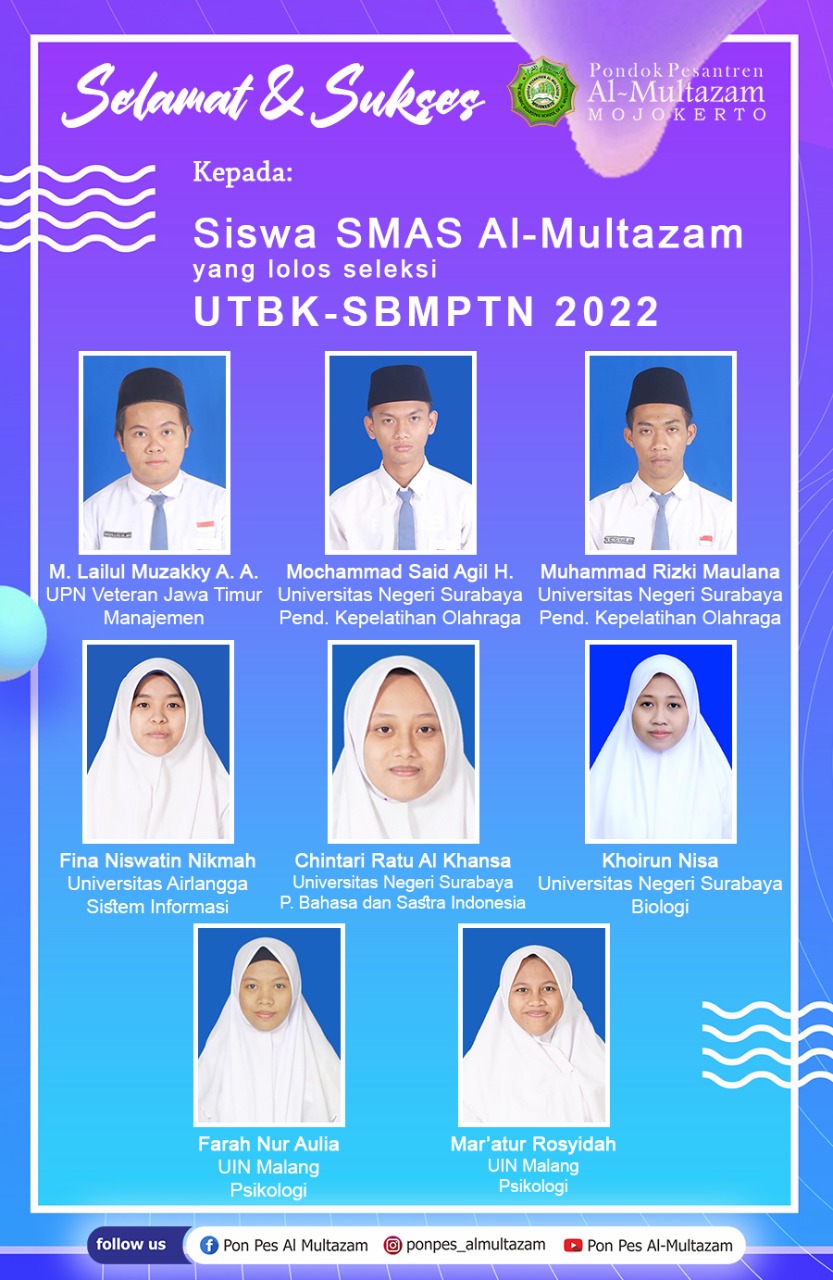 Selamat & Sukses
Pondok Pesantren
Al-Multazam
MOJOKERTO
Kepada:
Siswa SMAS Al-Multazam
yang lolos seleksi
UTBK-SBMPTN 2022
M. Lailul Muzakky A. A.
UPN Veteran Jawa Timur
Manajemen
Mochammad Said Agil H.
Universitas Negeri Surabaya
Pend. Kepelatihan Olahraga
Muhammad Rizki Maulana
Universitas Negeri Surabaya
Pend. Kepelatihan Olahraga
Fina Niswatin Nikmah
Universitas Airlangga
Sistem Informasi
Chintari Ratu Al Khansa
Universitas Negeri Surabaya
P. Bahasa dan Sastra Indonesia
Khoirun Nisa
Universitas Negeri Surabaya
Biologi
Farah Nur Aulia
UIN Malang
Psikologi
Mar'atur Rosyidah
UIN Malang
Psikologi
follow us
Pon Pes Al Multazam
ponpes_almultazam
Pon Pes Al-Multazam